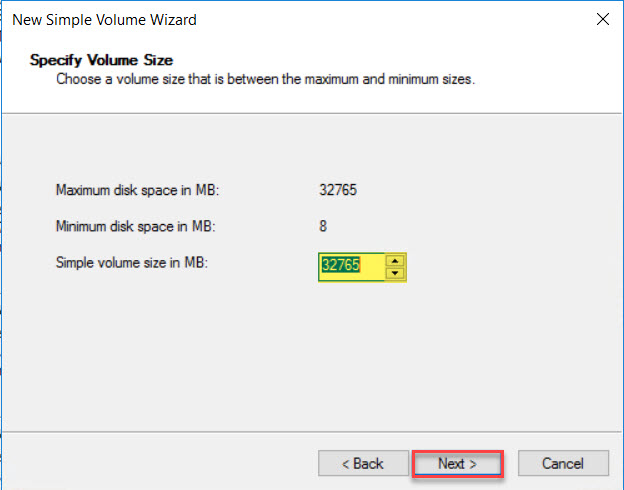 New Simple Volume Wizard
Specify Volume Size
Choose a volume size that is between the maximum and minimum sizes.
Maximum disk space in MB: 32765
Minimum disk space in MB: 8
Simple volume size in MB: 32765
< Back Next > Cancel